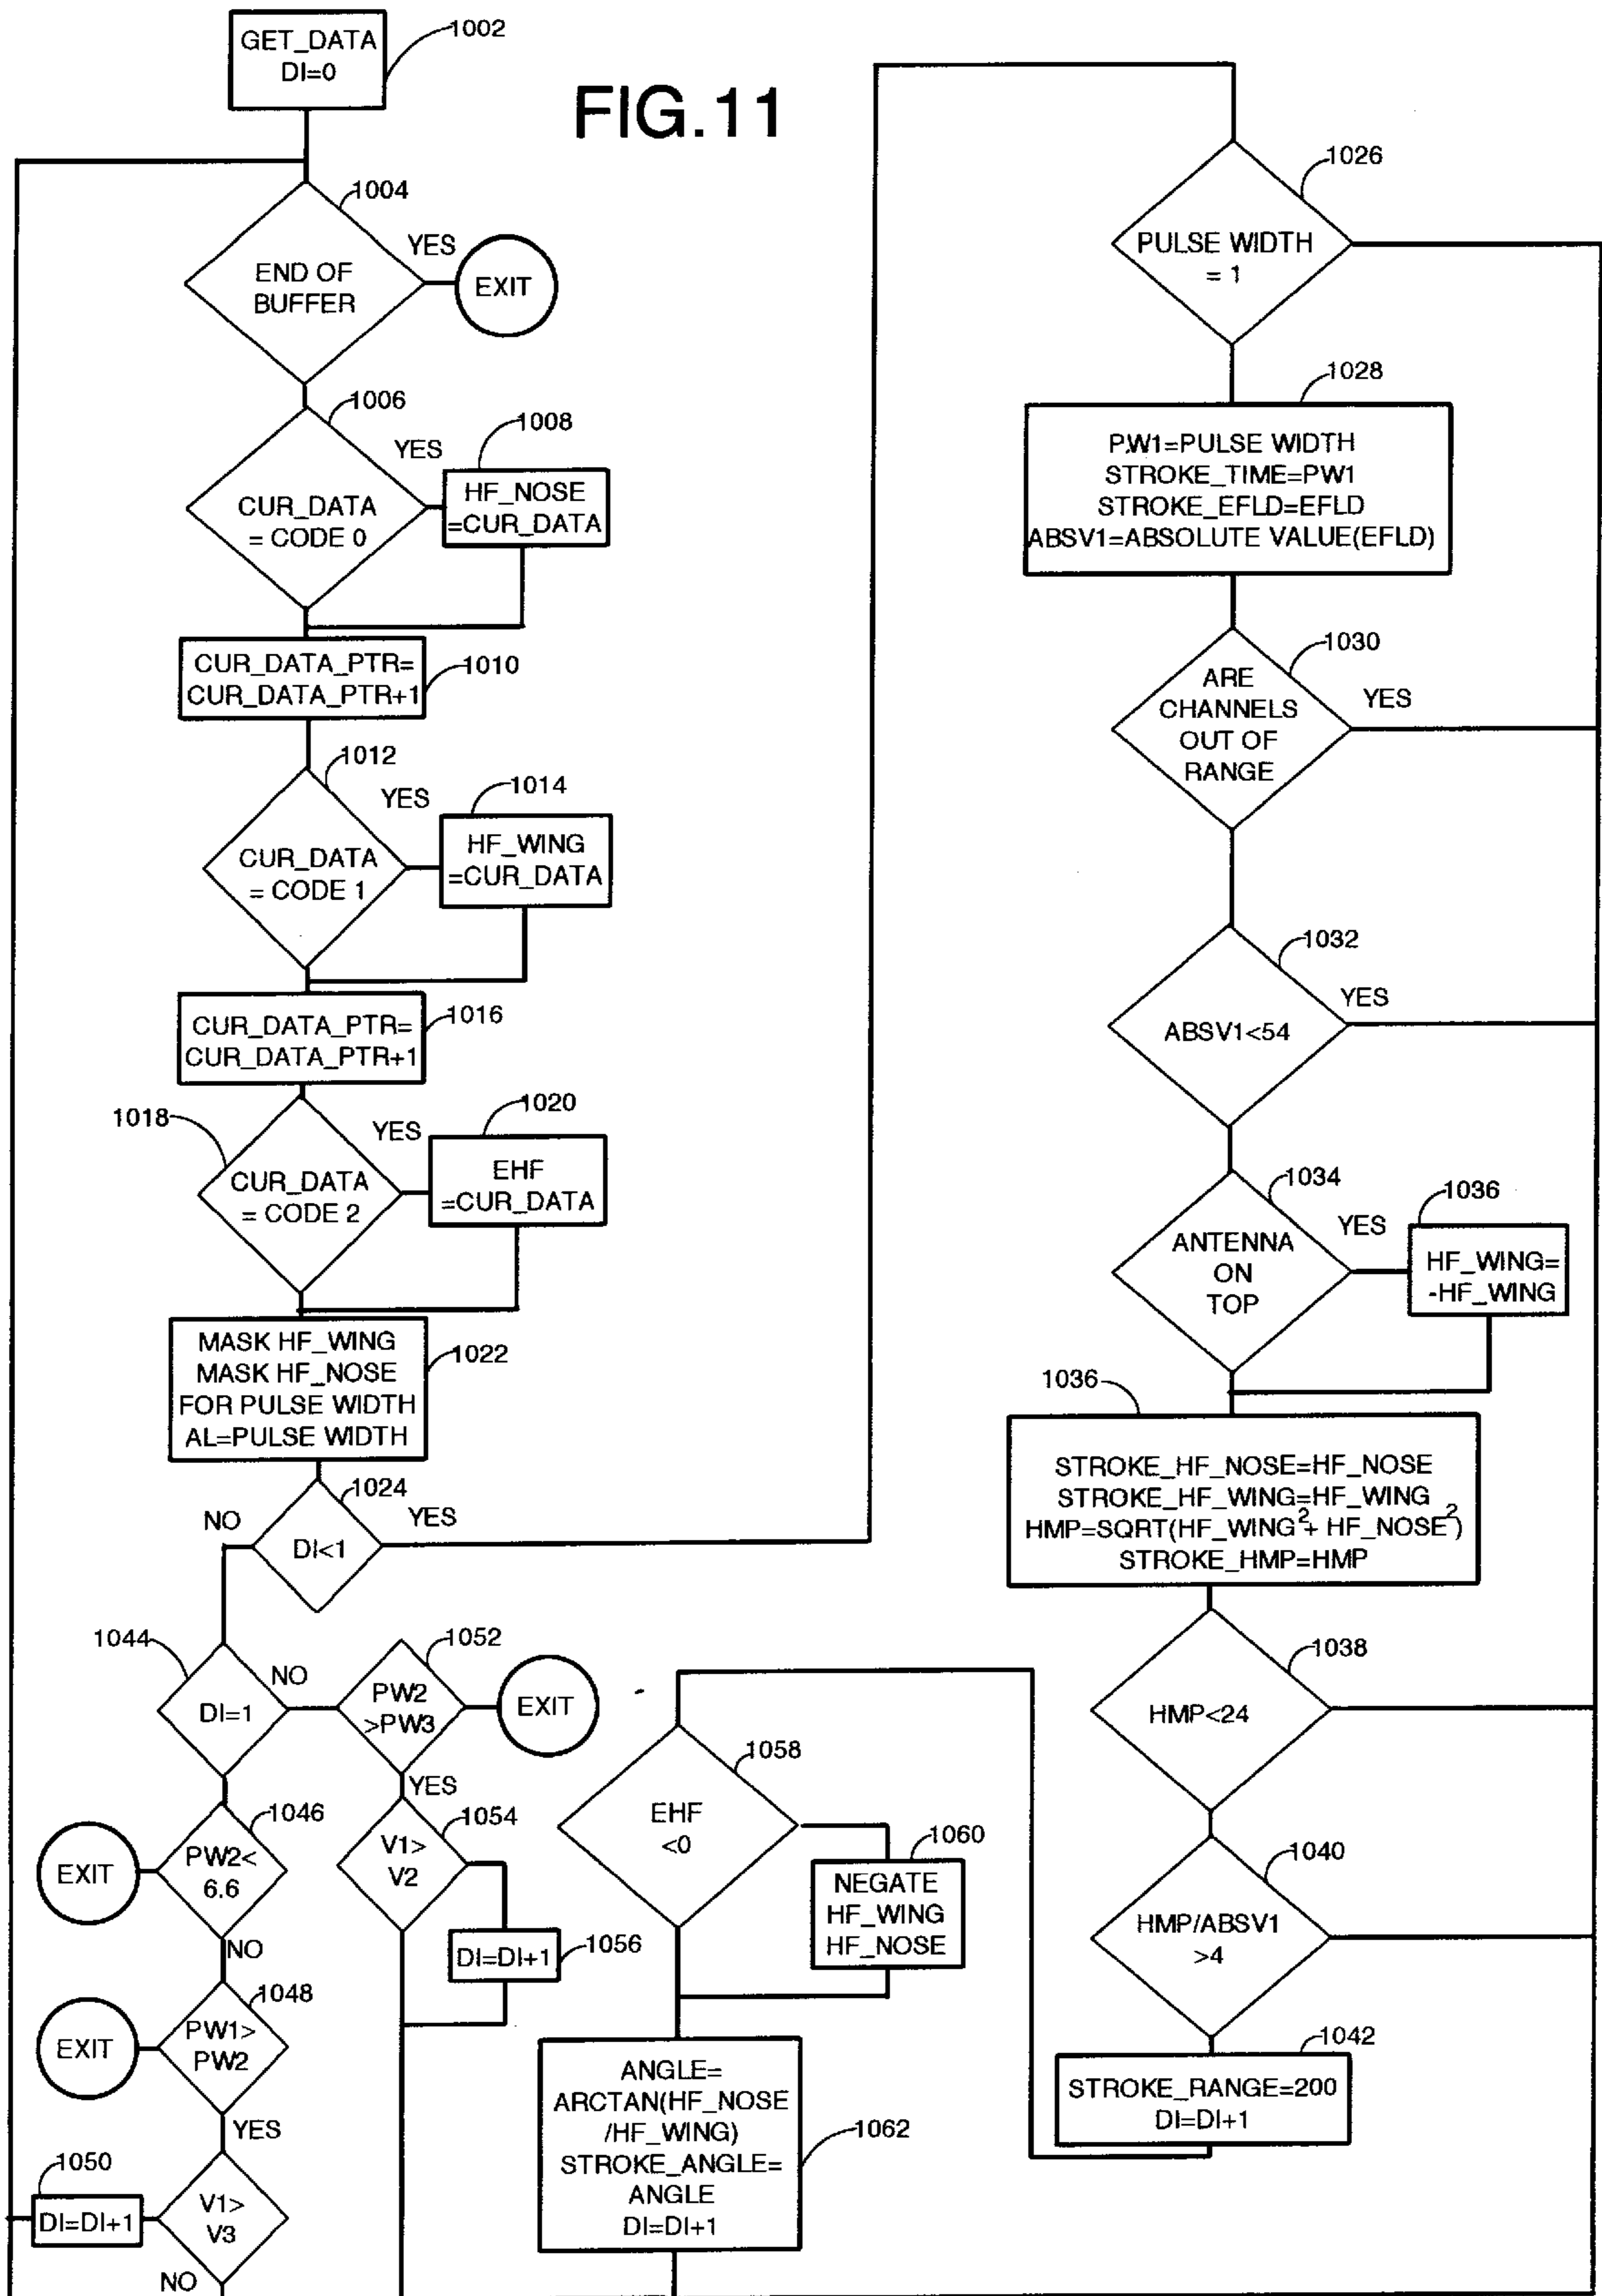 GET_DATA
DI=0
1002
FIG.11
1004
END OF
BUFFER
YES
EXIT
1006
CUR_DATA
= CODE 0
YES
1008
HF_NOSE
=CUR_DATA
CUR_DATA_PTR=
CUR_DATA_PTR+1
1010
1012
CUR_DATA
= CODE 1
YES
1014
HF_WING
=CUR_DATA
CUR_DATA_PTR=
CUR_DATA_PTR+1
1016
1018
CUR_DATA
= CODE 2
YES
1020
EHF
=CUR_DATA
MASK HF_WING
MASK HF_NOSE
FOR PULSE WIDTH
AL=PULSE WIDTH
1022
1024
NO
DI<1
YES
1026
PULSE WIDTH
= 1
1028
P.W1=PULSE WIDTH
STROKE_TIME=PW1
STROKE_EFLD=EFLD
ABSV1=ABSOLUTE VALUE(EFLD)
1030
ARE
CHANNELS
OUT OF
RANGE
YES
1032
ABSV1<54
YES
1034
ANTENNA
ON
TOP
YES
1036
HF_WING=
-HF_WING
1036
STROKE_HF_NOSE=HF_NOSE
STROKE_HF_WING=HF_WING
HMP=SQRT(HF_WING²+ HF_NOSE²)
STROKE_HMP=HMP
1038
HMP<24
1040
HMP/ABSV1
>4
1042
STROKE_RANGE=200
DI=DI+1
1044
DI=1
NO
1052
PW2
>PW3
EXIT
YES
1054
V1>
V2
DI=DI+1
1056
1046
EXIT
PW2<
6.6
NO
1048
EXIT
PW1>
PW2
YES
1050
DI=DI+1
V1>
V3
NO
1058
EHF
<0
1060
NEGATE
HF_WING
HF_NOSE
ANGLE=
ARCTAN(HF_NOSE
/HF_WING)
STROKE_ANGLE=
ANGLE
DI=DI+1
1062